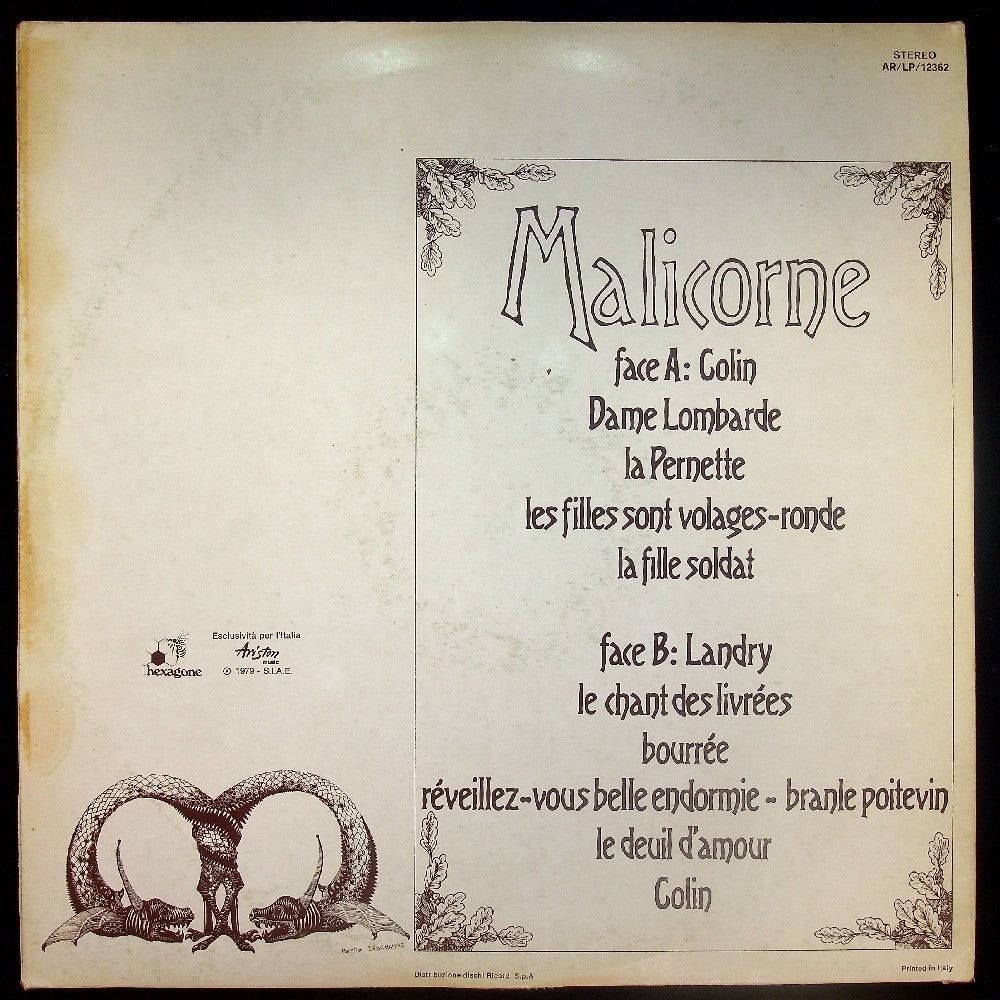 STEREO
AR/LP/12362
Malicorne
face A: Colin
Dame Lombarde
la Pernette
les filles sont volages-ronde
la fille soldat
face B: Landry
le chant des livrées
bourrée
réveillez-vous belle endormie - branle poitevin
le deuil d'amour
Colin
hexagone
Esclusività per l'Italia
Ariston
music
℗ 1979 - S.I.A.E.
Distribuzione dischi Ricordi S.p.A
Printed in Italy